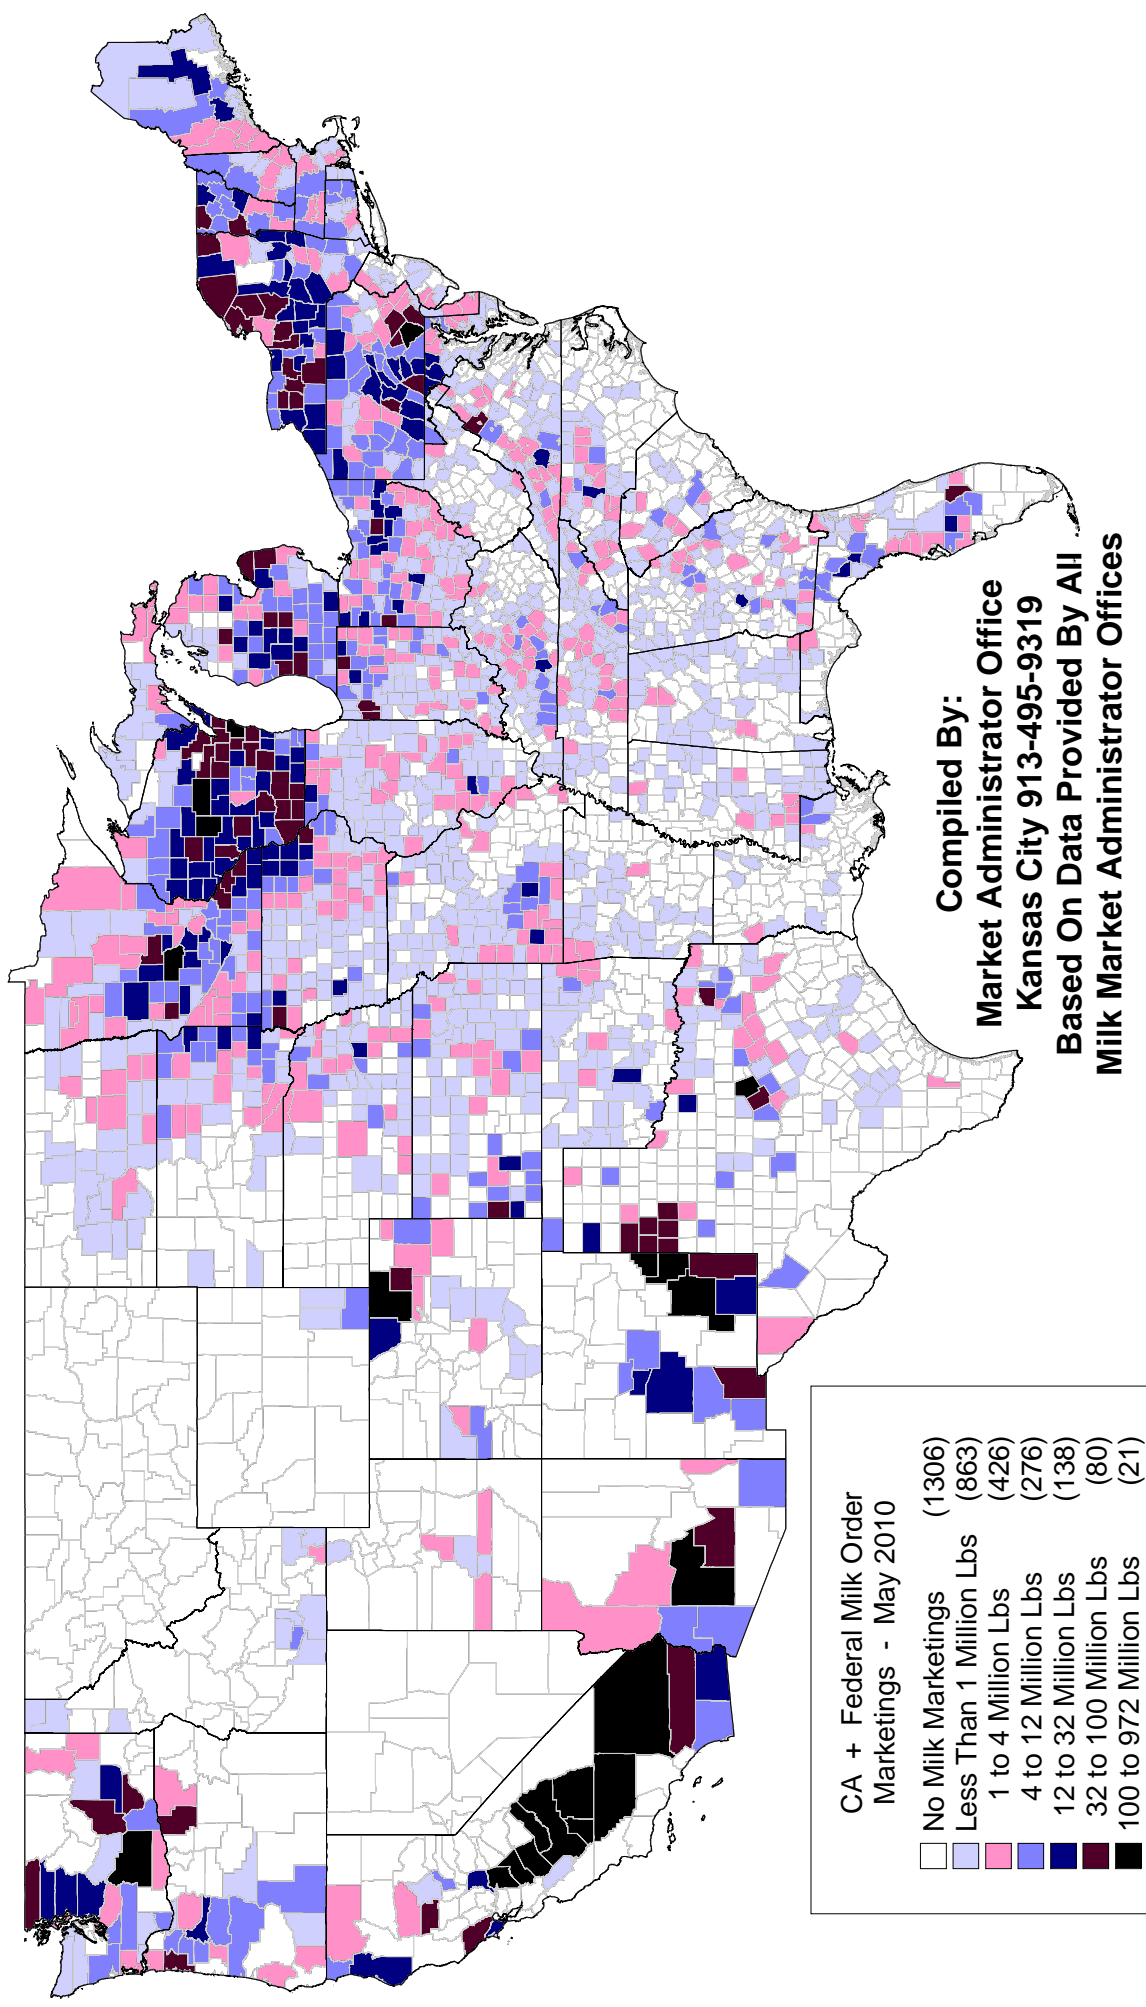 Compiled By:
Market Administrator Office
Kansas City 913-495-9319
Based On Data Provided By All
Milk Market Administrator Offices
CA + Federal Milk Order
Marketings - May 2010
No Milk Marketings (1306)
Less Than 1 Million Lbs (863)
1 to 4 Million Lbs (426)
4 to 12 Million Lbs (276)
12 to 32 Million Lbs (138)
32 to 100 Million Lbs (80)
100 to 972 Million Lbs (21)